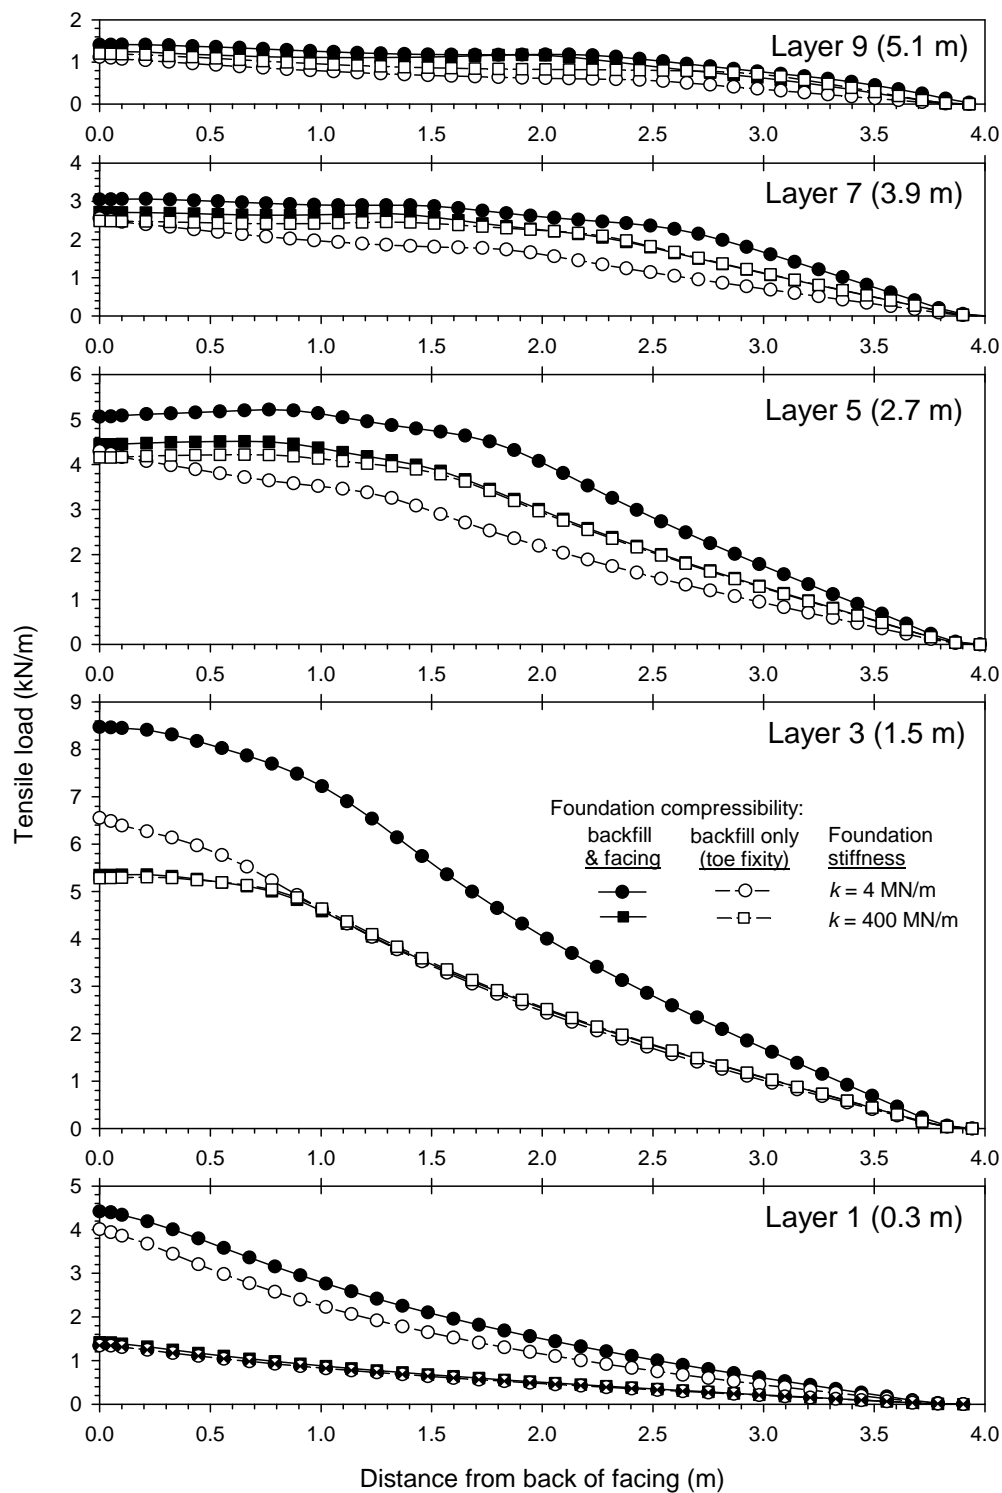 2
1
0
Layer 9 (5.1 m)
0.0 0.5 1.0 1.5 2.0 2.5 3.0 3.5 4.0
4
3
2
1
0
Layer 7 (3.9 m)
0.0 0.5 1.0 1.5 2.0 2.5 3.0 3.5 4.0
6
5
4
3
2
1
0
Layer 5 (2.7 m)
0.0 0.5 1.0 1.5 2.0 2.5 3.0 3.5 4.0
Tensile load (kN/m)
9
8
7
6
5
4
3
2
1
0
Layer 3 (1.5 m)
Foundation compressibility:
backfill backfill only Foundation
& facing (toe fixity) stiffness
k = 4 MN/m
k = 400 MN/m
0.0 0.5 1.0 1.5 2.0 2.5 3.0 3.5 4.0
5
4
3
2
1
0
Layer 1 (0.3 m)
0.0 0.5 1.0 1.5 2.0 2.5 3.0 3.5 4.0
Distance from back of facing (m)